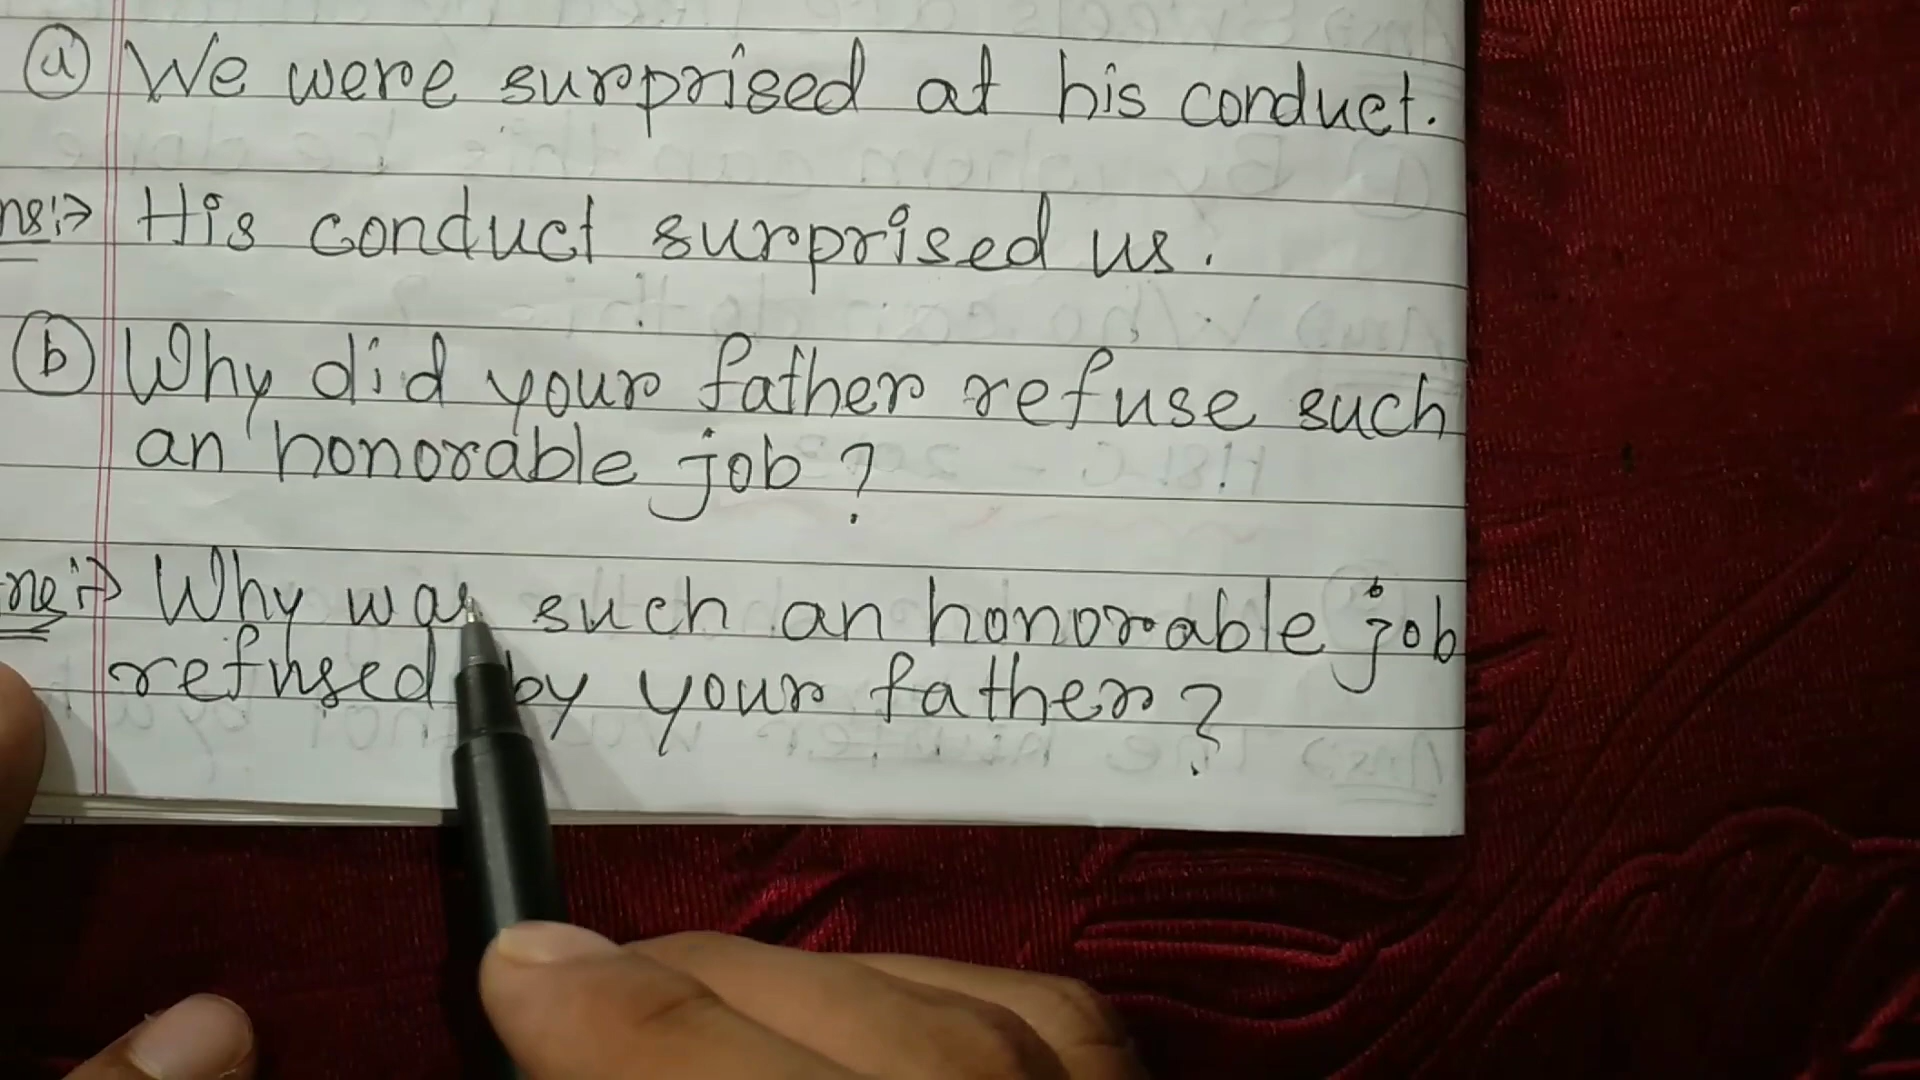 (a) We were surprised at his conduct.
ns:→ His conduct surprised us.
(b) Why did your father refuse such
an honorable job?
ns:→ Why was such an honorable job
refused by your father?